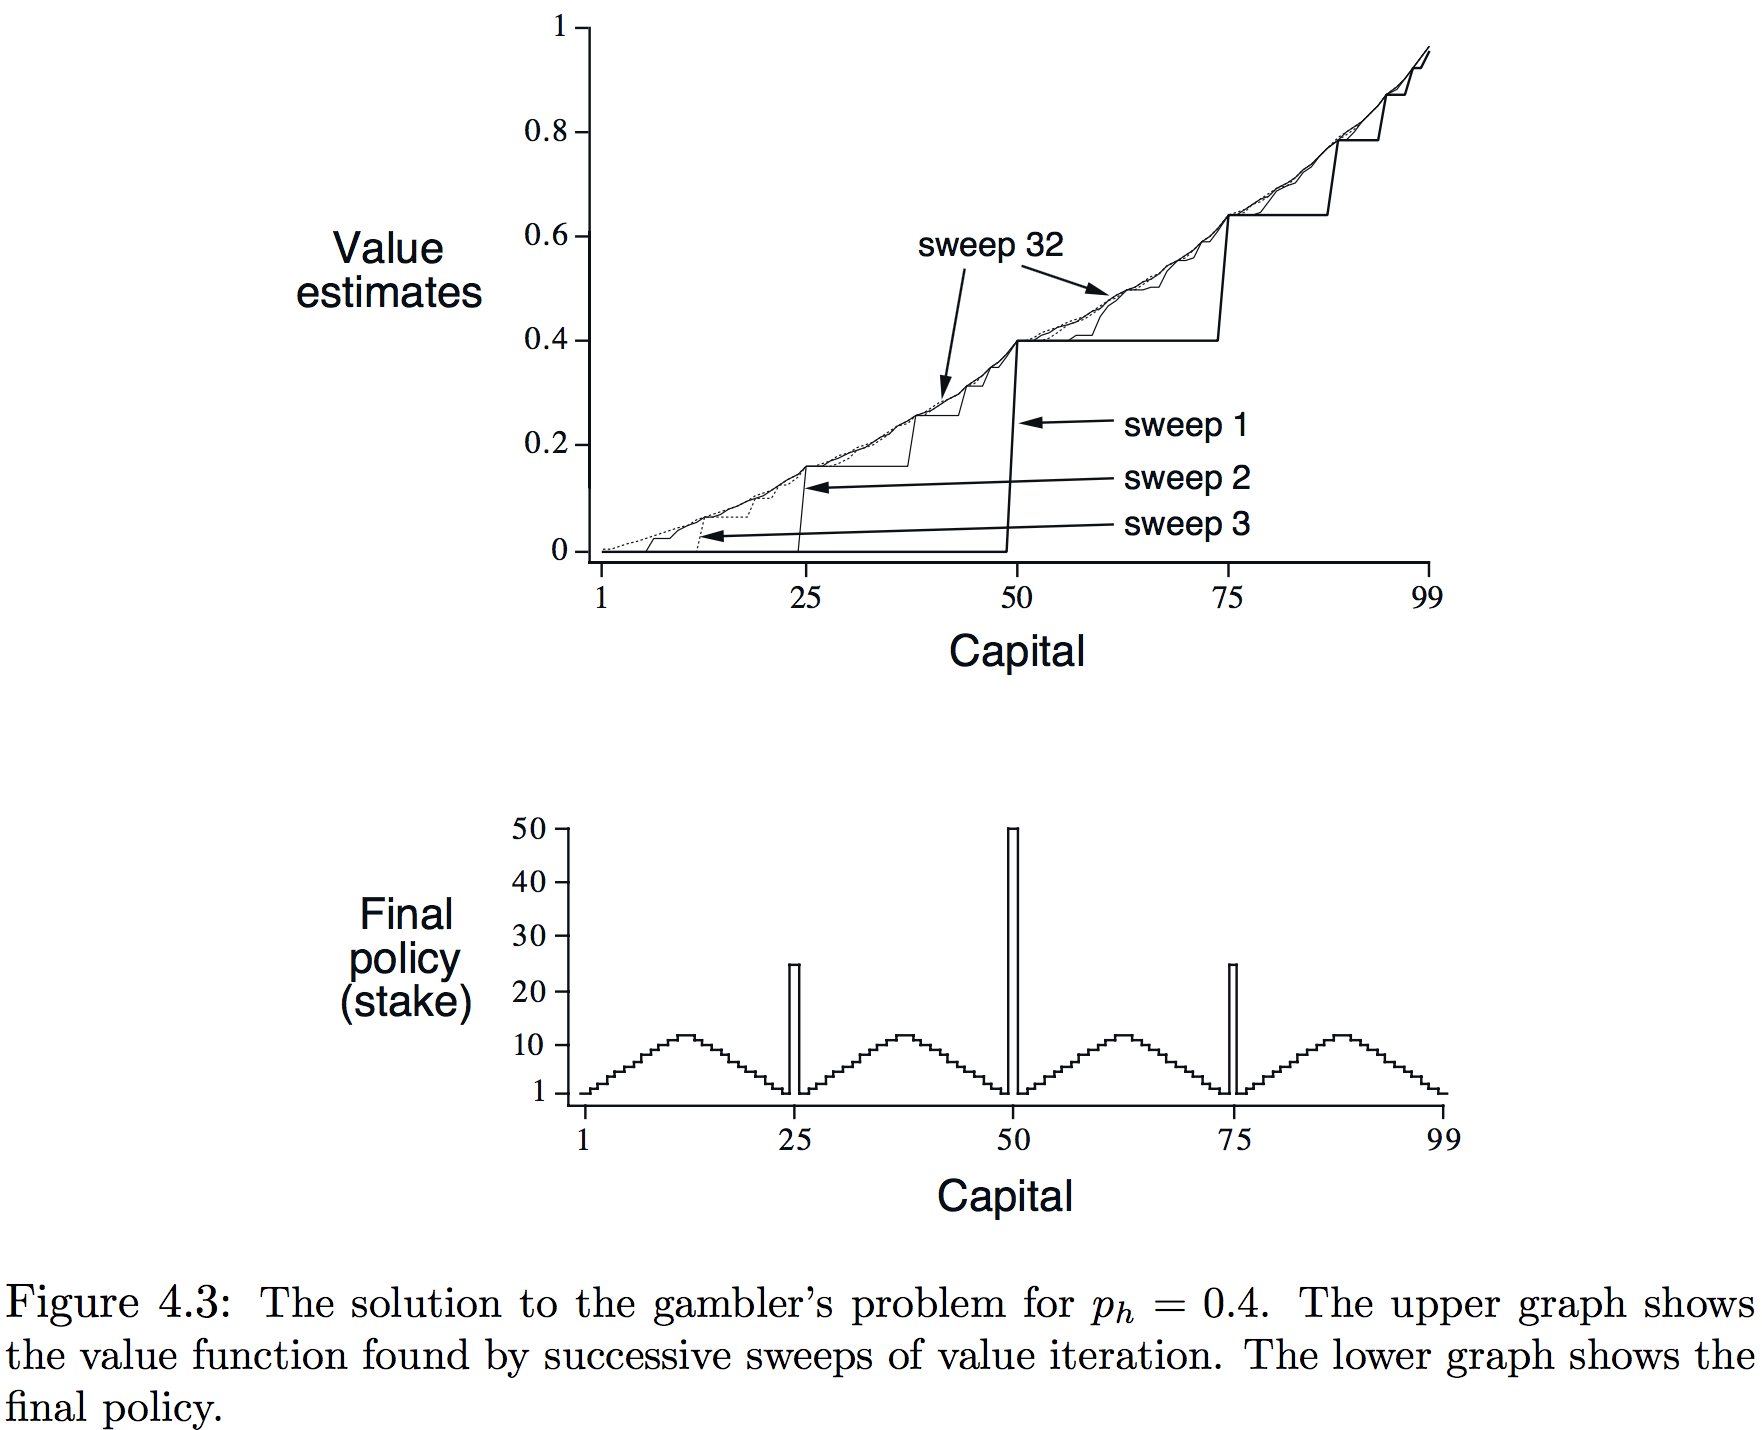 1
0.8
0.6
0.4
0.2
0
Value
estimates
sweep 32
sweep 1
sweep 2
sweep 3
1 25 50 75 99
Capital
50
40
30
20
10
1
Final
policy
(stake)
1 25 50 75 99
Capital
Figure 4.3: The solution to the gambler’s problem for pₕ = 0.4. The upper graph shows
the value function found by successive sweeps of value iteration. The lower graph shows the
final policy.